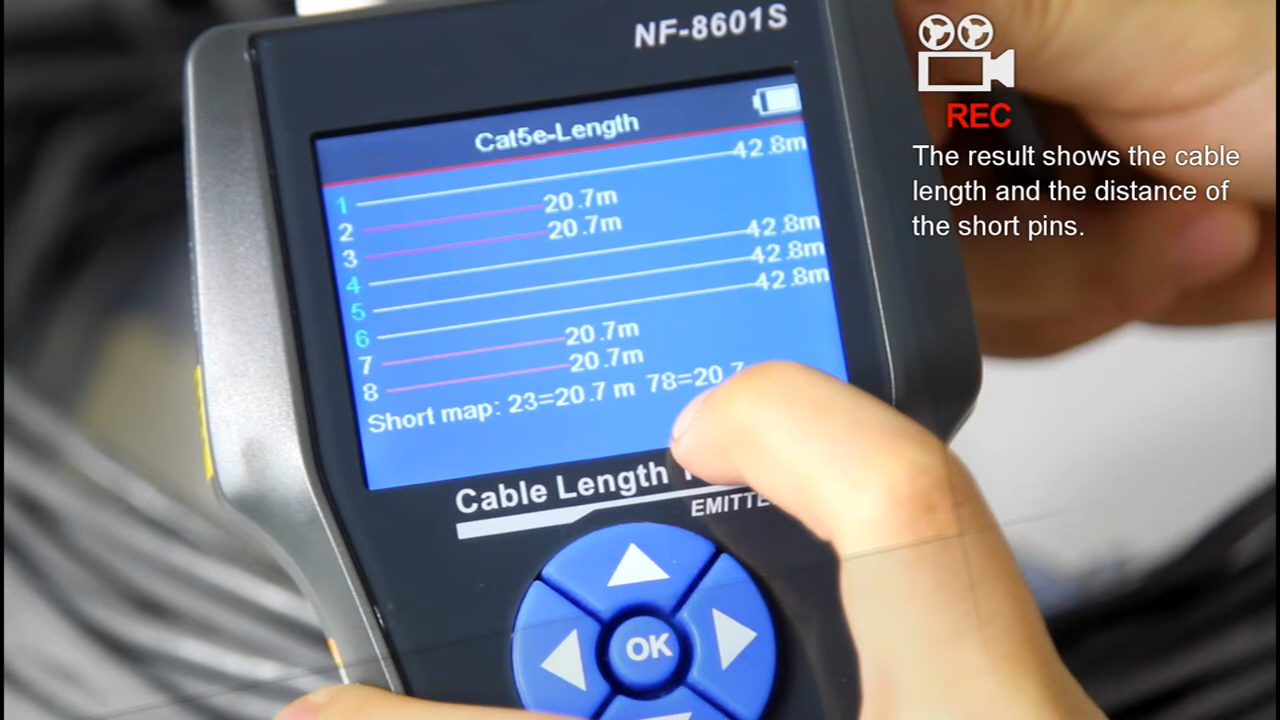 NF-8601S
REC
The result shows the cable
length and the distance of
the short pins.
Cat5e-Length
1 42.8m
2 20.7m
3 20.7m
4 42.8m
5 42.8m
6 42.8m
7 20.7m
8 20.7m
Short map: 23=20.7 m 78=20.7
Cable Length
OK